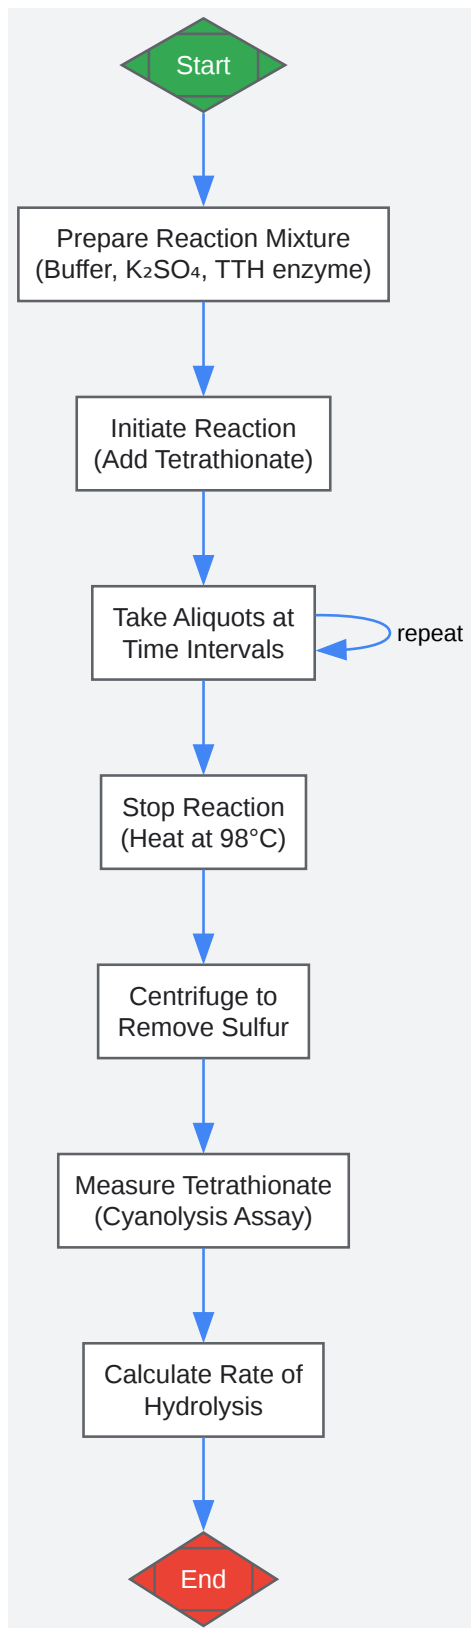 Start
Prepare Reaction Mixture
(Buffer, K₂SO₄, TTH enzyme)
Initiate Reaction
(Add Tetrathionate)
Take Aliquots at
Time Intervals
repeat
Stop Reaction
(Heat at 98°C)
Centrifuge to
Remove Sulfur
Measure Tetrathionate
(Cyanolysis Assay)
Calculate Rate of
Hydrolysis
End